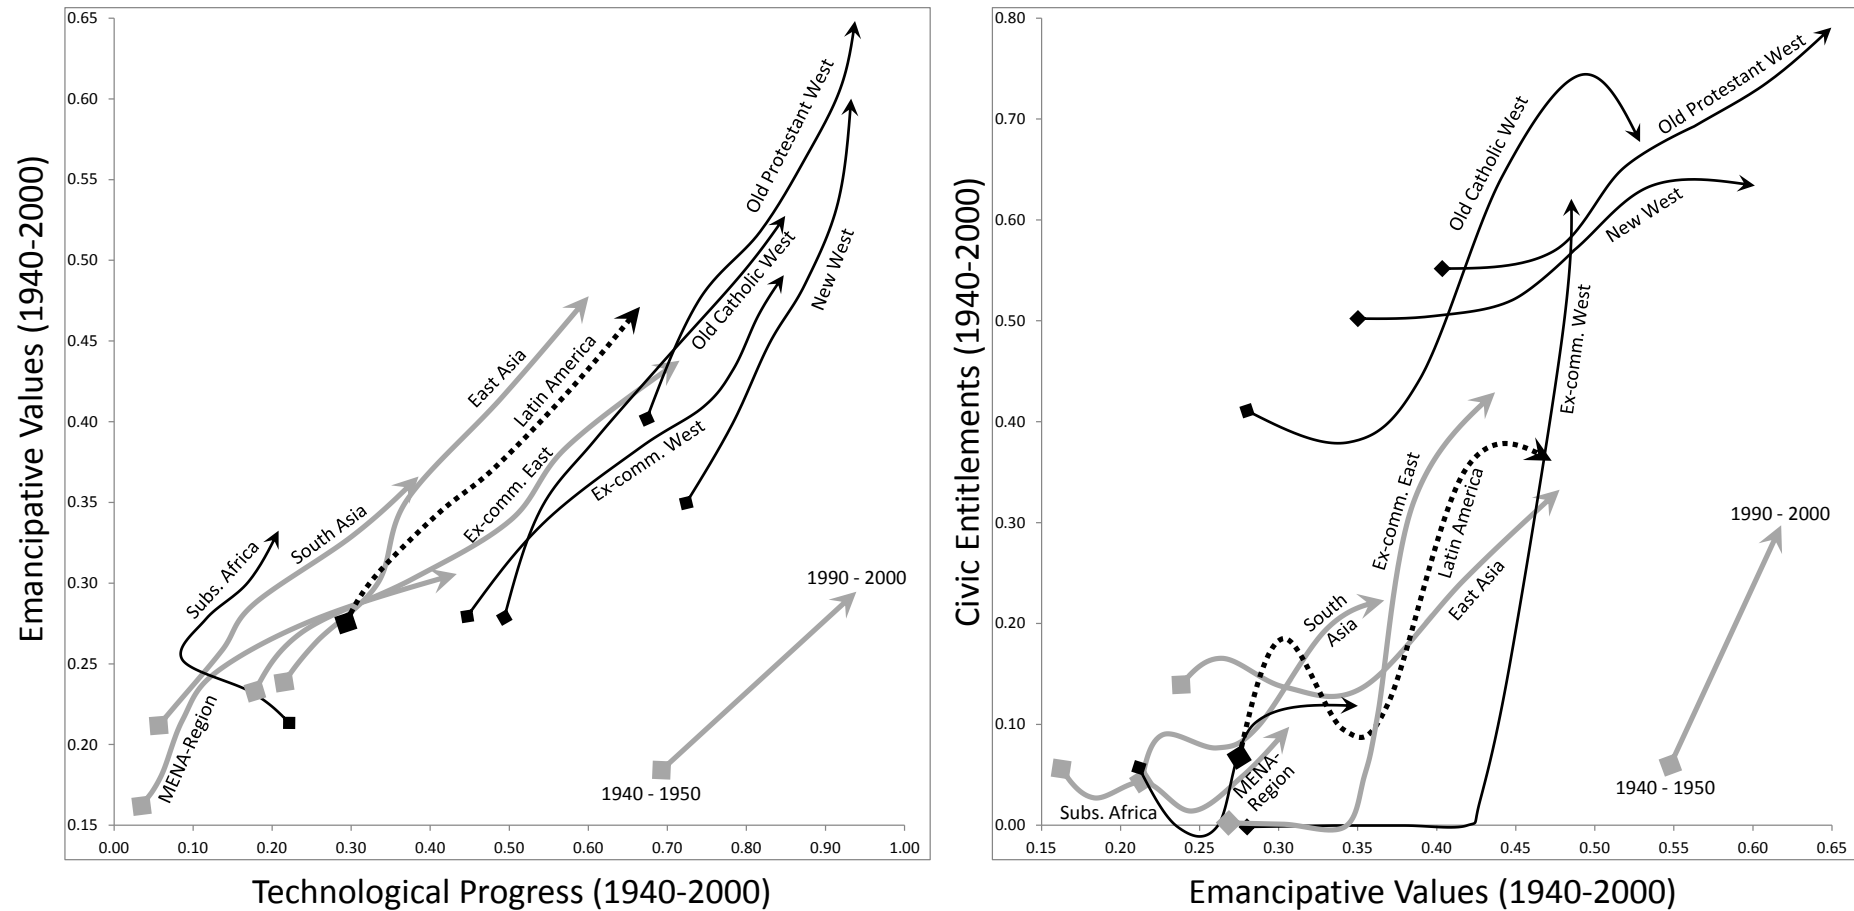 0.65
0.60
0.55
0.50
0.45
0.40
0.35
0.30
0.25
0.20
0.15
0.00
0.10
0.20
0.30
0.40
0.50
0.60
0.70
0.80
0.90
1.00
Emancipative Values (1940-2000)
Technological Progress (1940-2000)
Old Protestant West
Old Catholic West
New West
East Asia
Latin America
Ex-comm. East
Ex-comm. West
South Asia
Subs. Africa
MENA-Region
1990 - 2000
1940 - 1950
0.80
0.70
0.60
0.50
0.40
0.30
0.20
0.10
0.00
0.15
0.20
0.25
0.30
0.35
0.40
0.45
0.50
0.55
0.60
0.65
Civic Entitlements (1940-2000)
Emancipative Values (1940-2000)
Old Protestant West
Old Catholic West
New West
Ex-comm. West
Ex-comm. East
Latin America
East Asia
South
Asia
MENA-
Region
Subs. Africa
1990 - 2000
1940 - 1950